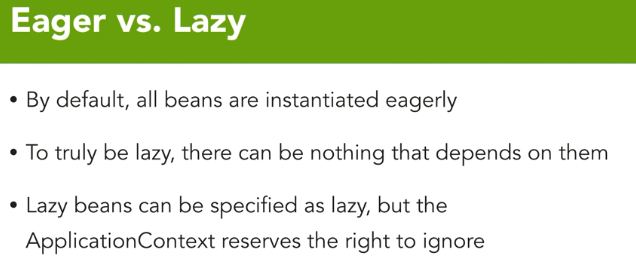 Eager vs. Lazy
• By default, all beans are instantiated eagerly
• To truly be lazy, there can be nothing that depends on them
• Lazy beans can be specified as lazy, but the
ApplicationContext reserves the right to ignore